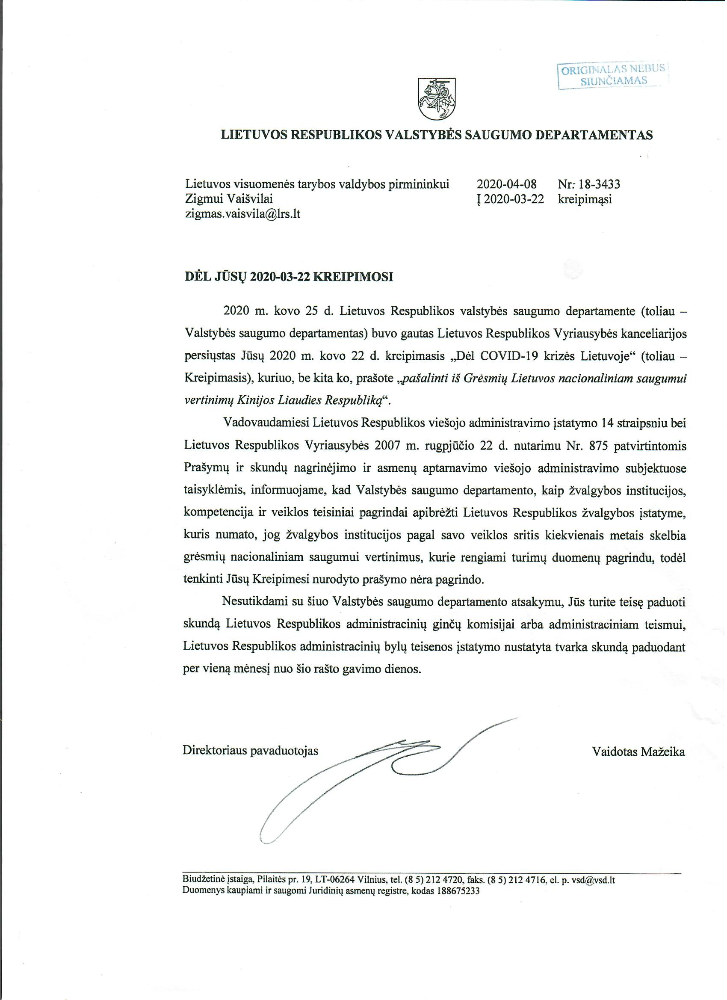 ORIGINALAS NEBUS
SIUNČIAMAS
LIETUVOS RESPUBLIKOS VALSTYBĖS SAUGUMO DEPARTAMENTAS
Lietuvos visuomenės tarybos valdybos pirmininkui 2020-04-08 Nr. 18-3433
Zigmui Vaišvilai Į 2020-03-22 kreipimąsi
zigmas.vaisvila@lrs.lt
DĖL JŪSŲ 2020-03-22 KREIPIMOSI
2020 m. kovo 25 d. Lietuvos Respublikos valstybės saugumo departamente (toliau –
Valstybės saugumo departamentas) buvo gautas Lietuvos Respublikos Vyriausybės kanceliarijos
persiųstas Jūsų 2020 m. kovo 22 d. kreipimasis „Dėl COVID-19 krizės Lietuvoje“ (toliau –
Kreipimasis), kuriuo, be kita ko, prašote „pašalinti iš Grėsmių Lietuvos nacionaliniam saugumui
vertinimų Kinijos Liaudies Respubliką“.
Vadovaudamiesi Lietuvos Respublikos viešojo administravimo įstatymo 14 straipsniu bei
Lietuvos Respublikos Vyriausybės 2007 m. rugpjūčio 22 d. nutarimu Nr. 875 patvirtintomis
Prašymų ir skundų nagrinėjimo ir asmenų aptarnavimo viešojo administravimo subjektuose
taisyklėmis, informuojame, kad Valstybės saugumo departamento, kaip žvalgybos institucijos,
kompetencija ir veiklos teisiniai pagrindai apibrėžti Lietuvos Respublikos žvalgybos įstatyme,
kuris numato, jog žvalgybos institucijos pagal savo veiklos sritis kiekvienais metais skelbia
grėsmių nacionaliniam saugumui vertinimus, kurie rengiami turimų duomenų pagrindu, todėl
tenkinti Jūsų Kreipimesi nurodyto prašymo nėra pagrindo.
Nesutikdami su šiuo Valstybės saugumo departamento atsakymu, Jūs turite teisę paduoti
skundą Lietuvos Respublikos administracinių ginčų komisijai arba administraciniam teismui,
Lietuvos Respublikos administracinių bylų teisenos įstatymo nustatyta tvarka skundą paduodant
per vieną mėnesį nuo šio rašto gavimo dienos.
Direktoriaus pavaduotojas Vaidotas Mažeika
Biudžetinė įstaiga, Pilaitės pr. 19, LT-06264 Vilnius, tel. (8 5) 212 4720, faks. (8 5) 212 4716, el. p. vsd@vsd.lt
Duomenys kaupiami ir saugomi Juridinių asmenų registre, kodas 188675233